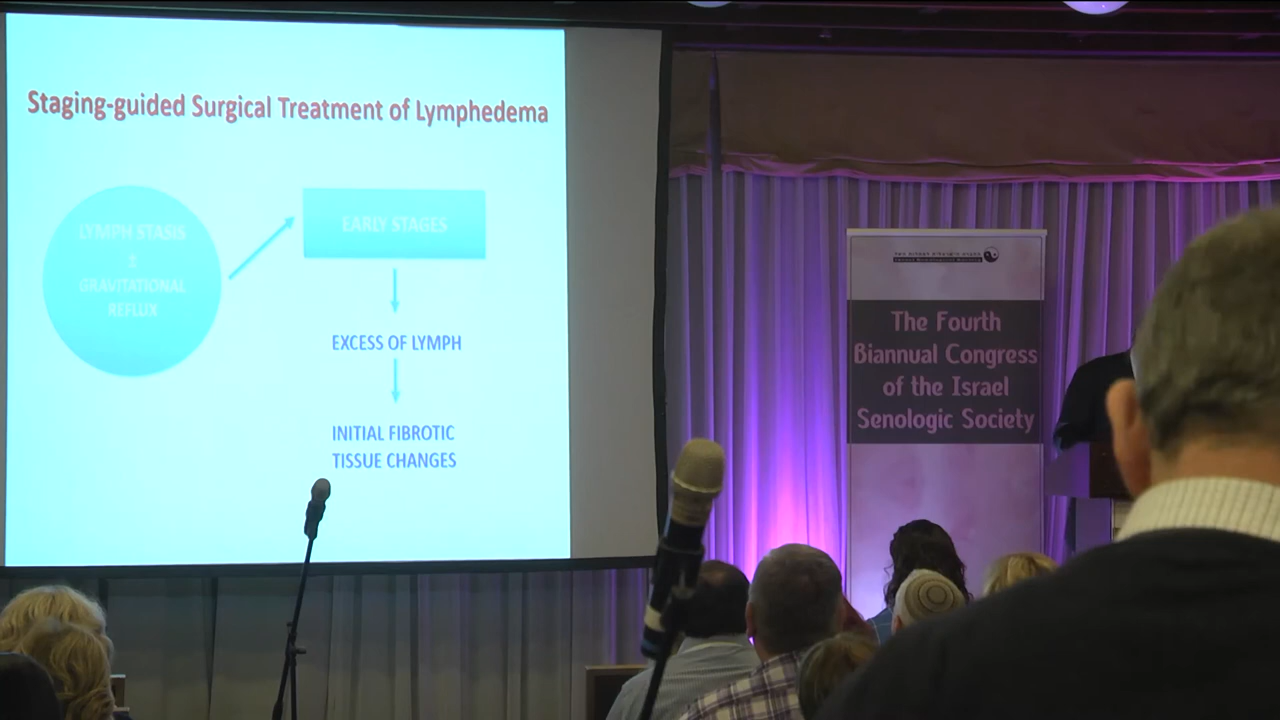 Staging-guided Surgical Treatment of Lymphedema
LYMPH STASIS
GRAVITATIONAL
REFLUX
EARLY STAGES
EXCESS OF LYMPH
INITIAL FIBROTIC
TISSUE CHANGES
The Fourth
Biannual Congress
of the Israel
Senologic Society